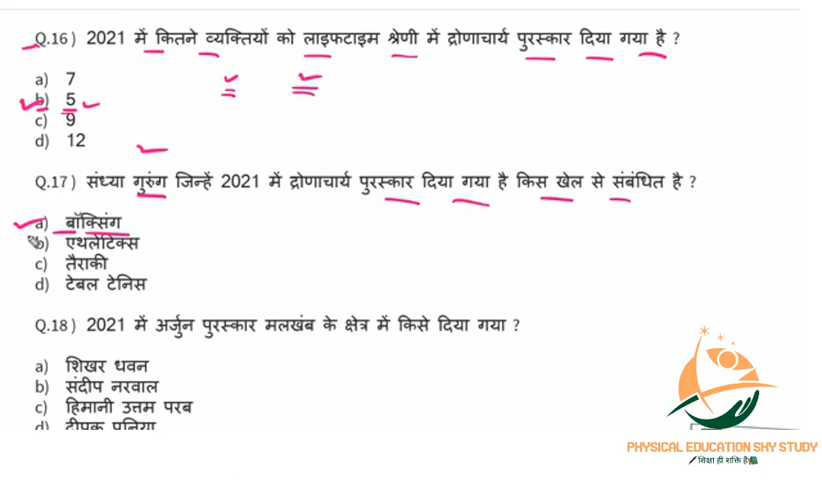 Q.16) 2021 में कितने व्यक्तियों को लाइफटाइम श्रेणी में द्रोणाचार्य पुरस्कार दिया गया है ?
a) 7
b) 5
c) 9
d) 12
Q.17) संध्या गुरुंग जिन्हें 2021 में द्रोणाचार्य पुरस्कार दिया गया है किस खेल से संबंधित है ?
a) बॉक्सिंग
b) एथलेटिक्स
c) तैराकी
d) टेबल टेनिस
Q.18) 2021 में अर्जुन पुरस्कार मलखंब के क्षेत्र में किसे दिया गया ?
a) शिखर धवन
b) संदीप नरवाल
c) हिमानी उत्तम परब
d) दीपक पुनिया
PHYSICAL EDUCATION SKY STUDY
शिक्षा ही शक्ति है